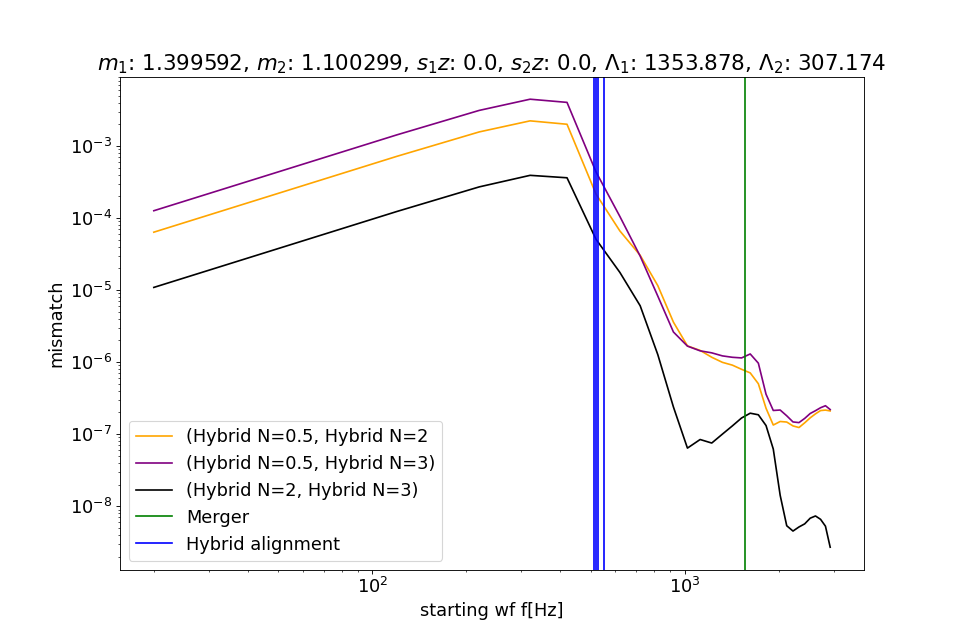 m₁: 1.399592, m₂: 1.100299, s₁z: 0.0, s₂z: 0.0, Λ₁: 1353.878, Λ₂: 307.174
mismatch
10⁻³
10⁻⁴
10⁻⁵
10⁻⁶
10⁻⁷
10⁻⁸
(Hybrid N=0.5, Hybrid N=2
(Hybrid N=0.5, Hybrid N=3)
(Hybrid N=2, Hybrid N=3)
Merger
Hybrid alignment
10²
10³
starting wf f[Hz]